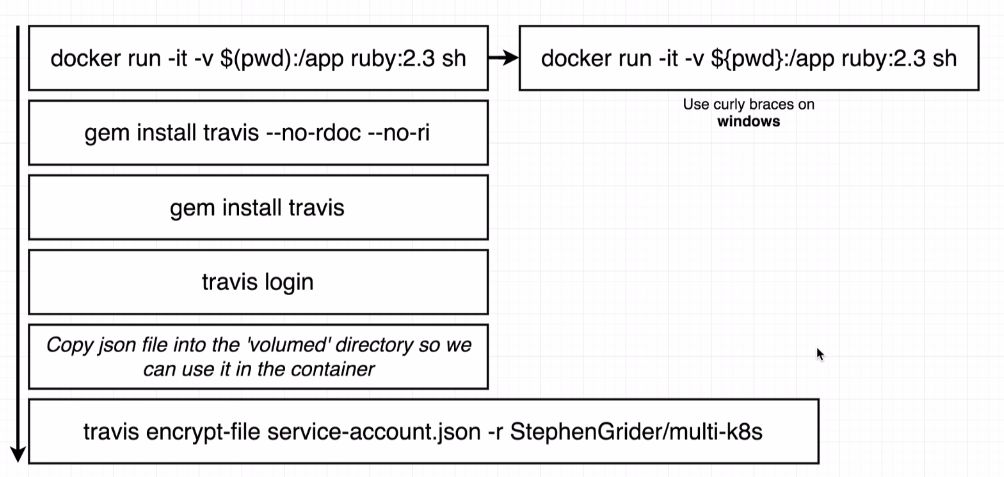 docker run -it -v $(pwd):/app ruby:2.3 sh
docker run -it -v ${pwd}:/app ruby:2.3 sh
Use curly braces on
windows
gem install travis --no-rdoc --no-ri
gem install travis
travis login
Copy json file into the 'volumed' directory so we
can use it in the container
travis encrypt-file service-account.json -r StephenGrider/multi-k8s